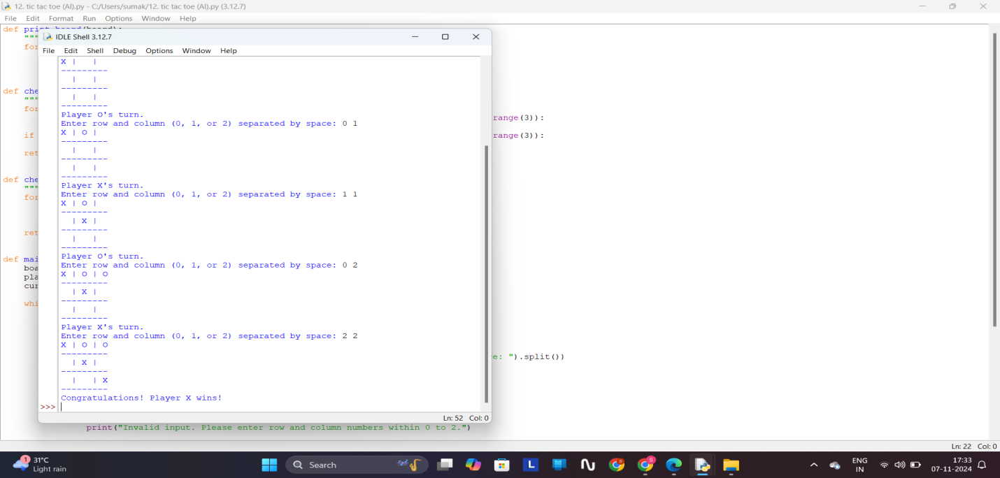 12. tic tac toe (AI).py - C:/Users/sumak/12. tic tac toe (AI).py (3.12.7)
File Edit Format Run Options Window Help
def
"""
for
def che
"""
for
if
ret
def che
"""
for
ret
def mai
boa
pla
cur
whi
IDLE Shell 3.12.7
File Edit Shell Debug Options Window Help
X |   |
---------
  |   |
---------
  |   |
---------
Player O's turn.
Enter row and column (0, 1, or 2) separated by space: 0 1
X | O |
---------
  |   |
---------
  |   |
---------
Player X's turn.
Enter row and column (0, 1, or 2) separated by space: 1 1
X | O |
---------
  | X |
---------
  |   |
---------
Player O's turn.
Enter row and column (0, 1, or 2) separated by space: 0 2
X | O | O
---------
  | X |
---------
  |   |
---------
Player X's turn.
Enter row and column (0, 1, or 2) separated by space: 2 2
X | O | O
---------
  | X |
---------
  |   | X
---------
Congratulations! Player X wins!
>>>
Ln: 52 Col: 0
range(3)):
range(3)):
e: ").split())
print("Invalid input. Please enter row and column numbers within 0 to 2.")
Ln: 22 Col: 0
1
31°C
Light rain
Search
L
S
ENG
IN
17:33
07-11-2024